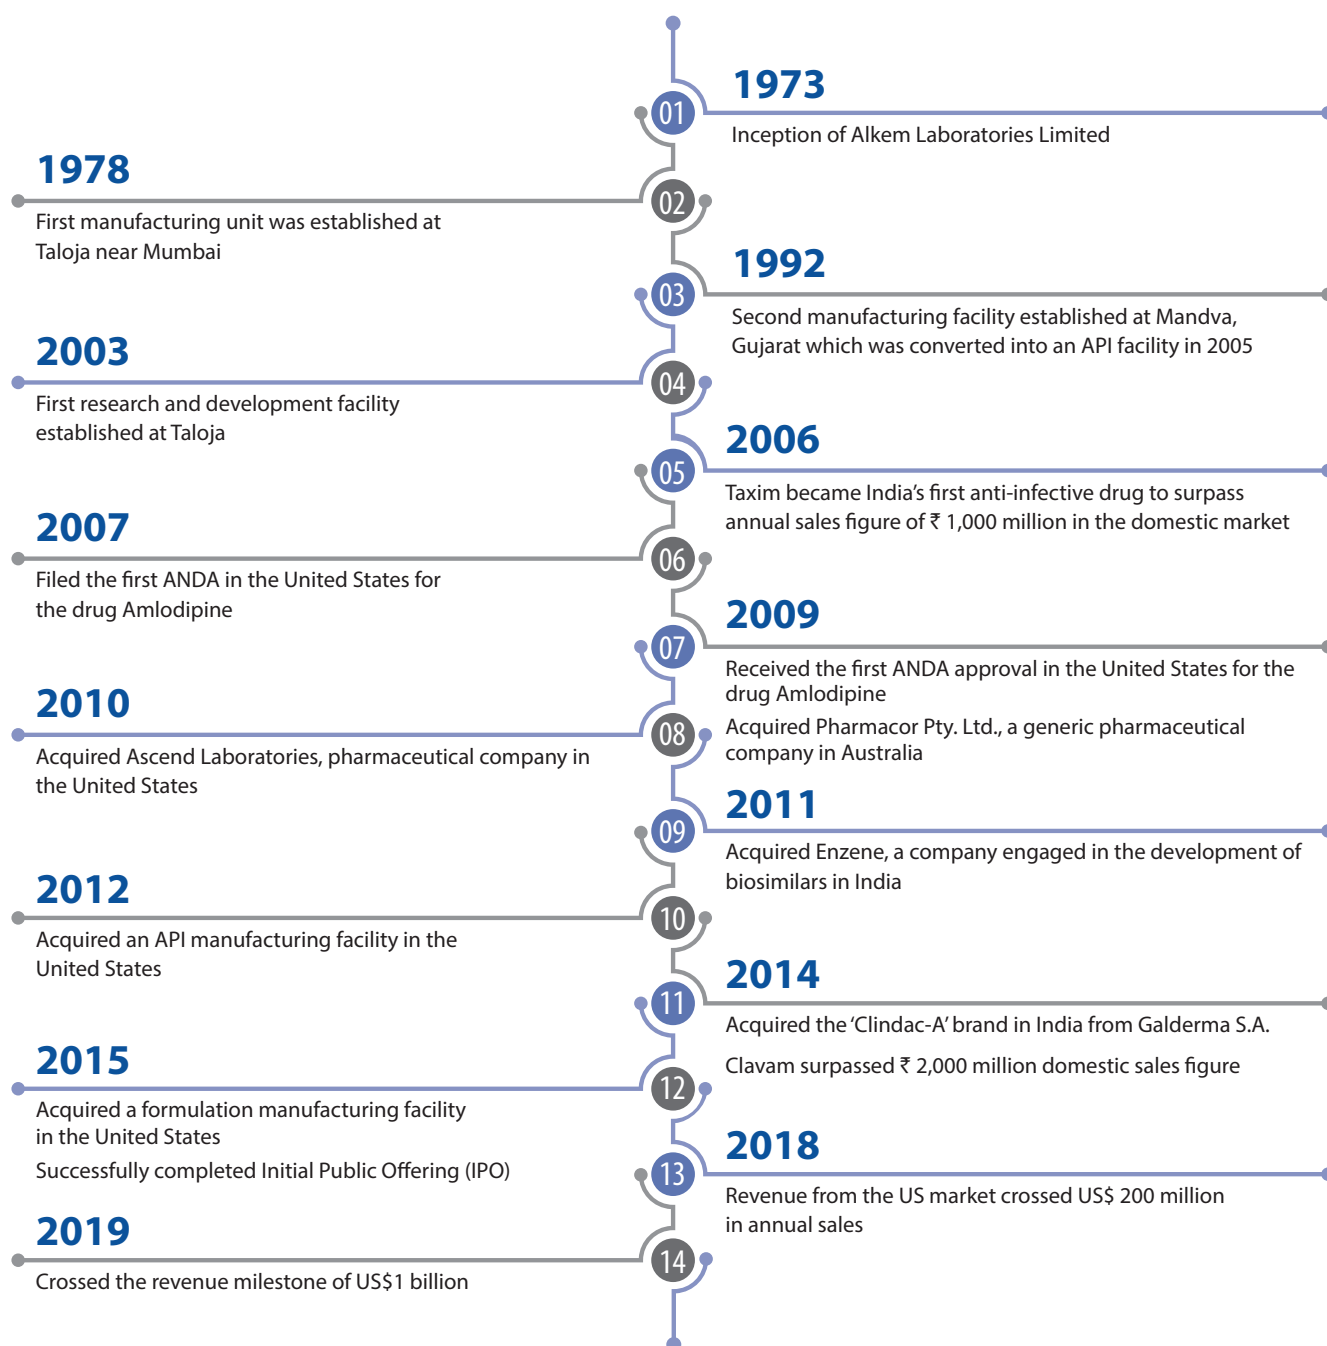 01
1973
Inception of Alkem Laboratories Limited
1978
02
First manufacturing unit was established at
Taloja near Mumbai
1992
03
Second manufacturing facility established at Mandva,
Gujarat which was converted into an API facility in 2005
2003
04
First research and development facility
established at Taloja
2006
05
Taxim became India’s first anti-infective drug to surpass
annual sales figure of ₹ 1,000 million in the domestic market
2007
06
Filed the first ANDA in the United States for
the drug Amlodipine
2009
07
Received the first ANDA approval in the United States for the
drug Amlodipine
Acquired Pharmacor Pty. Ltd., a generic pharmaceutical
company in Australia
2010
08
Acquired Ascend Laboratories, pharmaceutical company in
the United States
2011
09
Acquired Enzene, a company engaged in the development of
biosimilars in India
2012
10
Acquired an API manufacturing facility in the
United States
2014
11
Acquired the ‘Clindac-A’ brand in India from Galderma S.A.
Clavam surpassed ₹ 2,000 million domestic sales figure
2015
12
Acquired a formulation manufacturing facility
in the United States
Successfully completed Initial Public Offering (IPO)
2018
13
Revenue from the US market crossed US$ 200 million
in annual sales
2019
14
Crossed the revenue milestone of US$1 billion